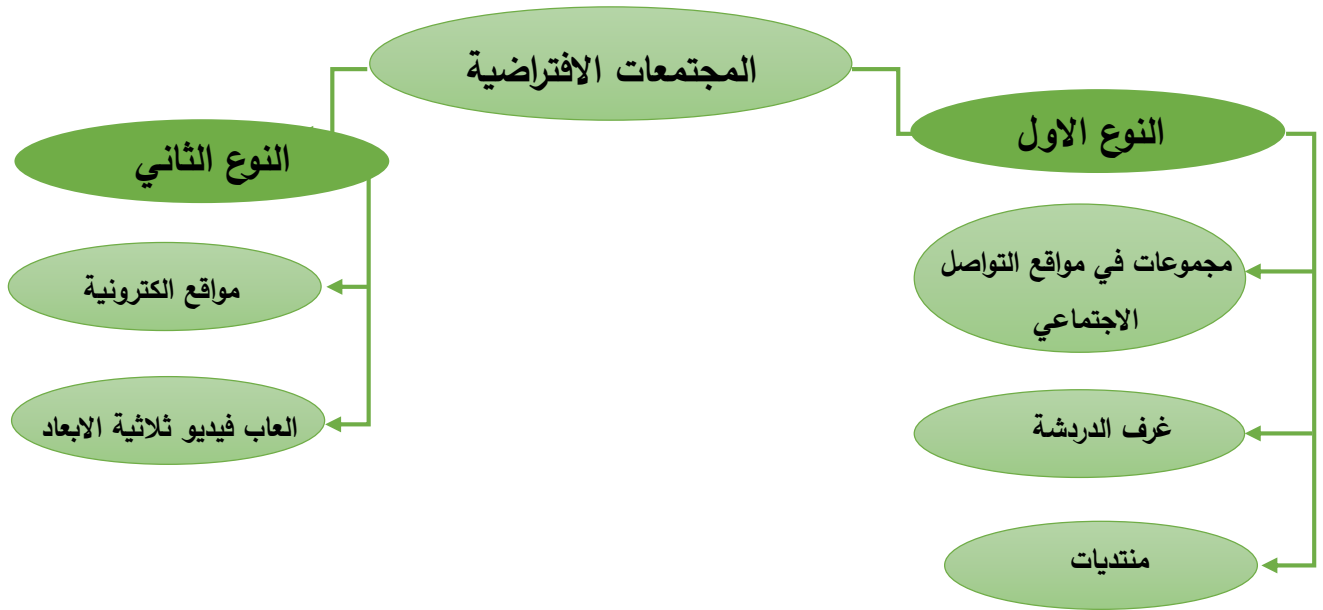 المجتمعات الافتراضية
النوع الاول
مجموعات في مواقع التواصل
الاجتماعي
غرف الدردشة
منتديات
النوع الثاني
مواقع الكترونية
العاب فيديو ثلاثية الابعاد